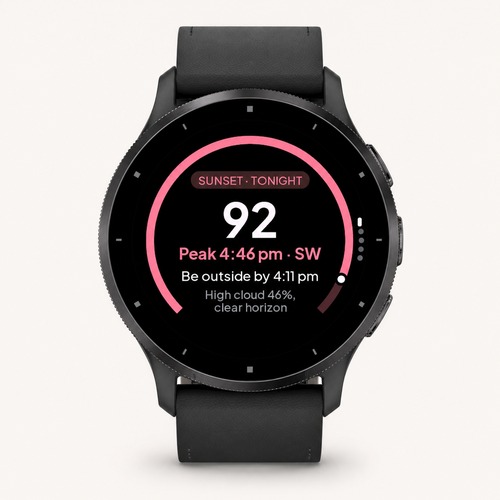 SUNSET · TONIGHT
92
Peak 4:46 pm · SW
Be outside by 4:11 pm
High cloud 46%,
clear horizon